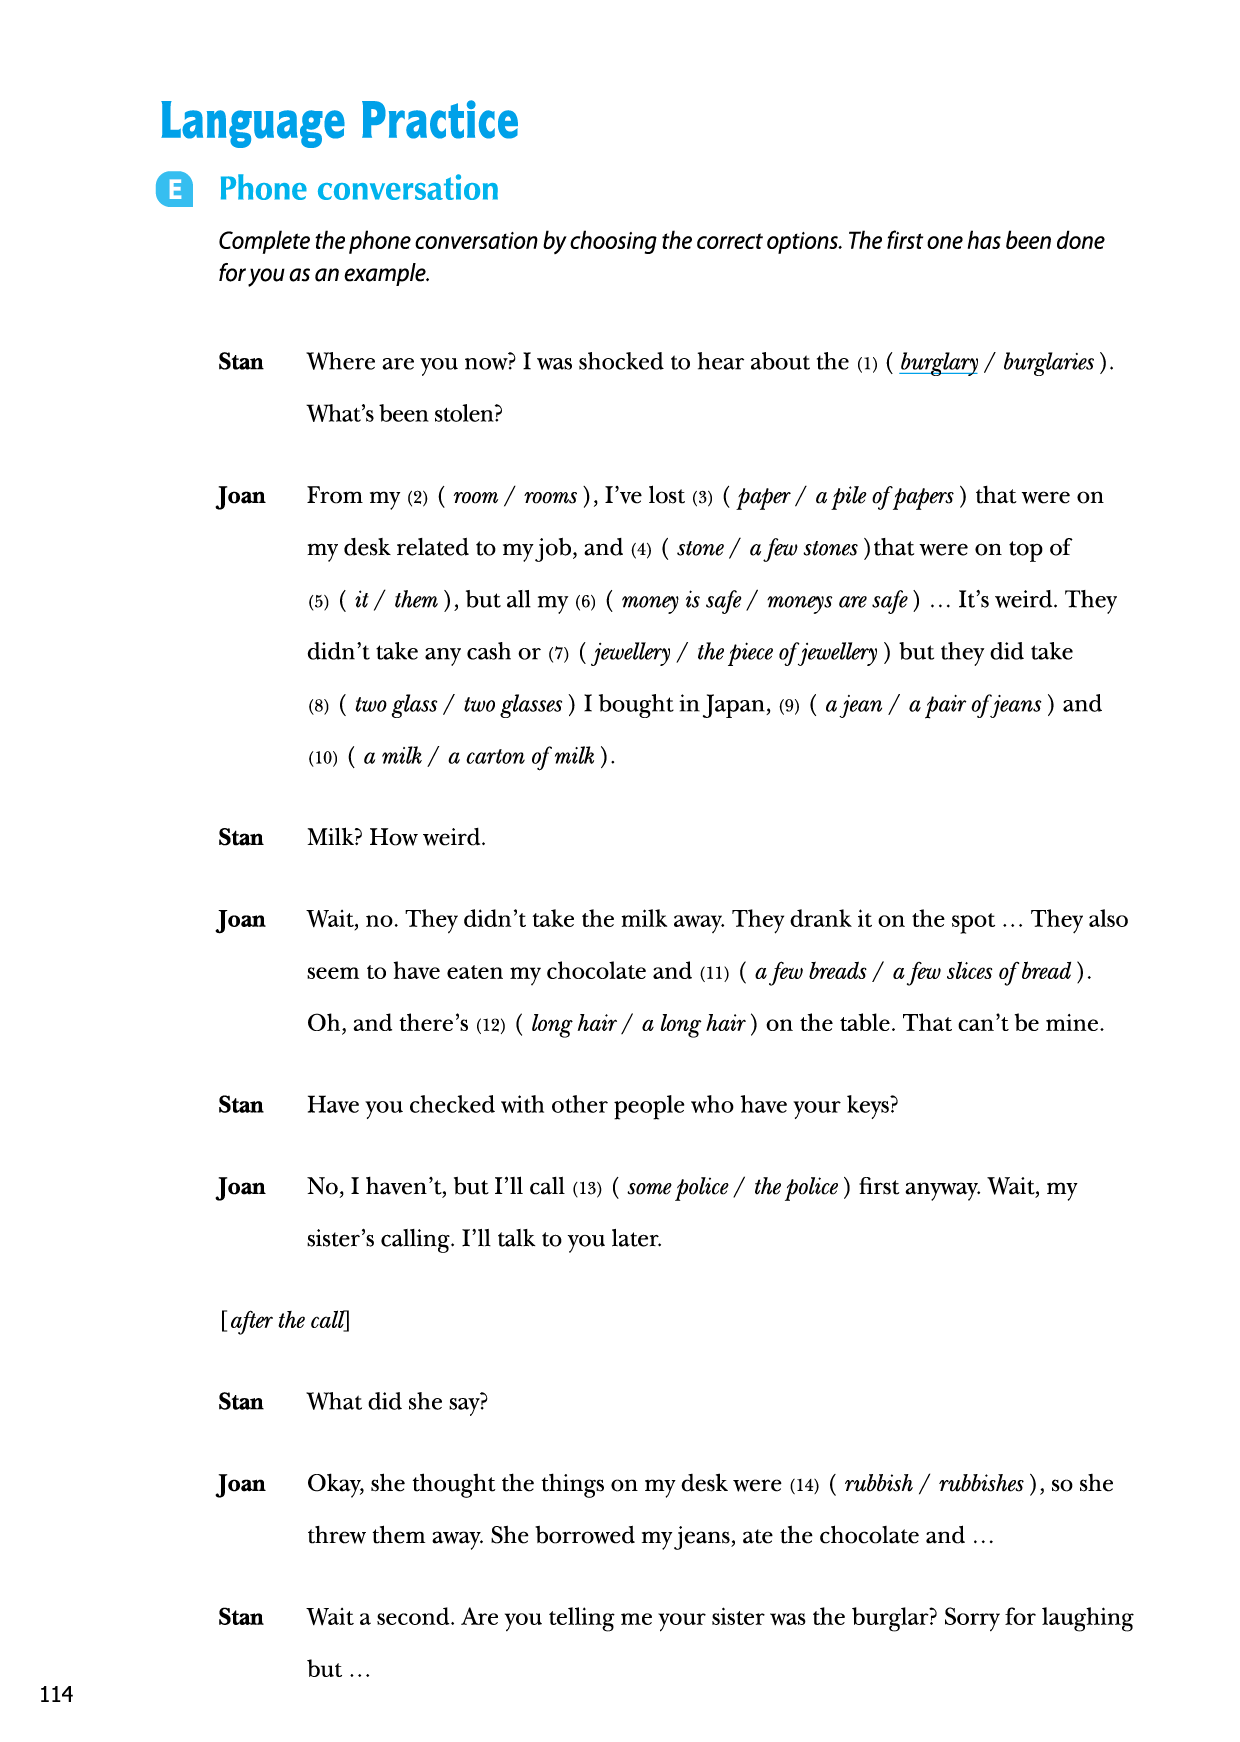 Language Practice
E Phone conversation
Complete the phone conversation by choosing the correct options. The first one has been done
for you as an example.
Stan Where are you now? I was shocked to hear about the (1) ( burglary / burglaries ).
What's been stolen?
Joan From my (2) ( room / rooms ), I've lost (3) ( paper / a pile of papers ) that were on
my desk related to my job, and (4) ( stone / a few stones )that were on top of
(5) ( it / them ), but all my (6) ( money is safe / moneys are safe ) … It's weird. They
didn't take any cash or (7) ( jewellery / the piece of jewellery ) but they did take
(8) ( two glass / two glasses ) I bought in Japan, (9) ( a jean / a pair of jeans ) and
(10) ( a milk / a carton of milk ).
Stan Milk? How weird.
Joan Wait, no. They didn't take the milk away. They drank it on the spot … They also
seem to have eaten my chocolate and (11) ( a few breads / a few slices of bread ).
Oh, and there's (12) ( long hair / a long hair ) on the table. That can't be mine.
Stan Have you checked with other people who have your keys?
Joan No, I haven't, but I'll call (13) ( some police / the police ) first anyway. Wait, my
sister's calling. I'll talk to you later.
[after the call]
Stan What did she say?
Joan Okay, she thought the things on my desk were (14) ( rubbish / rubbishes ), so she
threw them away. She borrowed my jeans, ate the chocolate and …
Stan Wait a second. Are you telling me your sister was the burglar? Sorry for laughing
but …
114